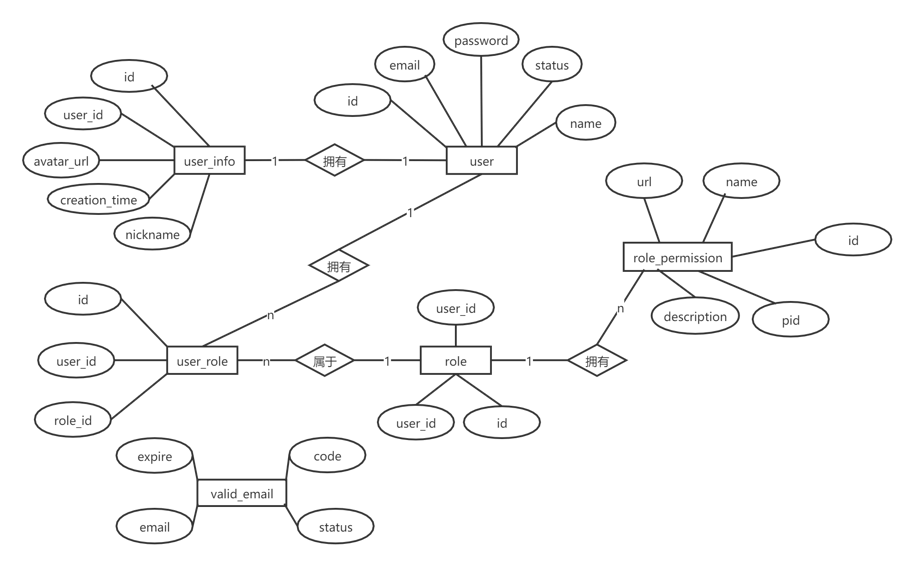 password
email
status
id
id
user_id
name
avatar_url
user_info
1
拥有
1
user
creation_time
url
name
nickname
1
id
拥有
role_permission
id
user_id
n
description
pid
n
user_id
user_role
n
属于
1
role
1
拥有
role_id
user_id
id
expire
code
valid_email
email
status